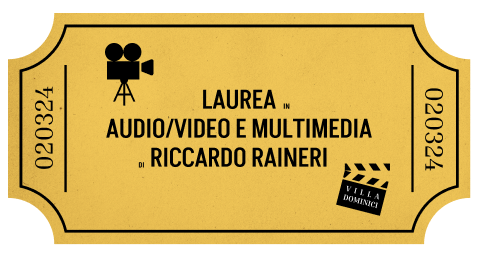 020324
LAUREA IN
AUDIO/VIDEO E MULTIMEDIA
DI RICCARDO RAINERI
VILLA
DOMINICI
020324